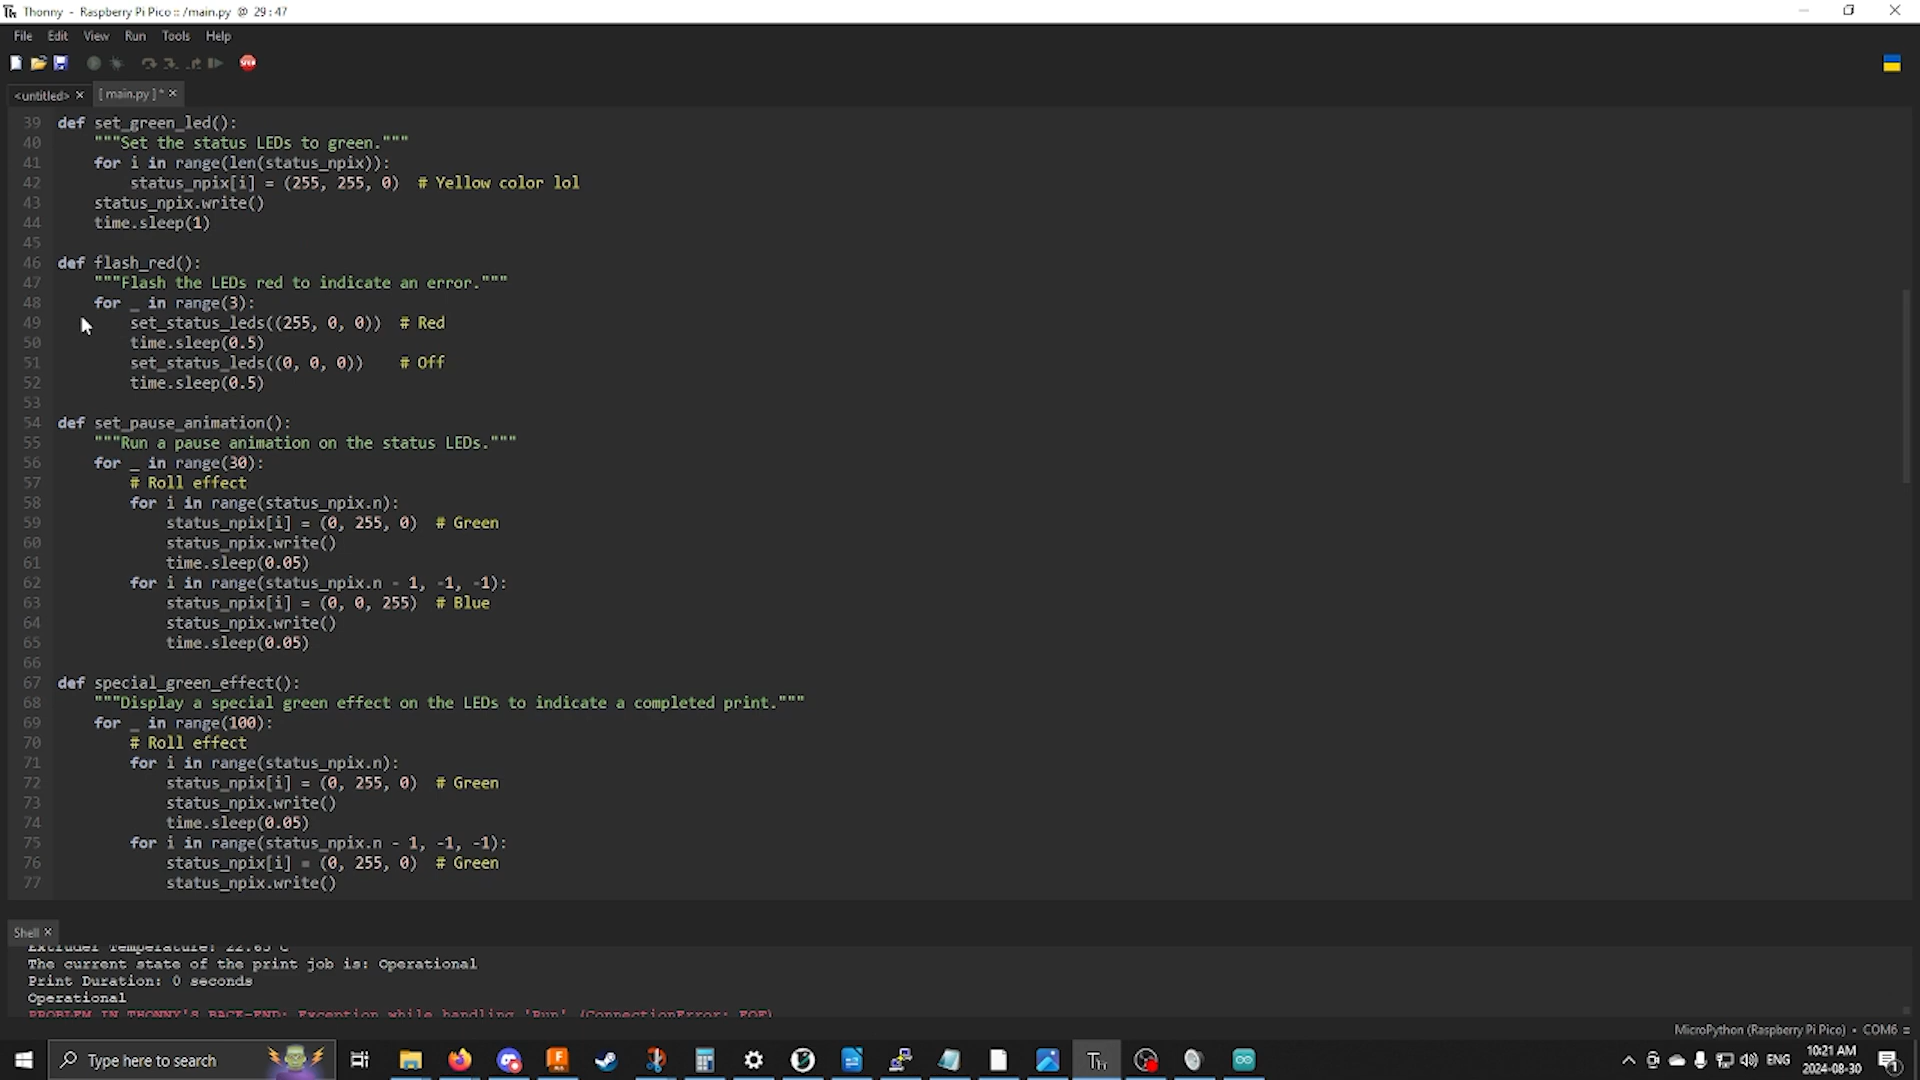 Thonny - Raspberry Pi Pico :: /main.py @ 29 : 47
File Edit View Run Tools Help
<untitled> × [ main.py ] * ×
39 def set_green_led():
40 """Set the status LEDs to green."""
41 for i in range(len(status_npix)):
42 status_npix[i] = (255, 255, 0) # Yellow color lol
43 status_npix.write()
44 time.sleep(1)
45
46 def flash_red():
47 """Flash the LEDs red to indicate an error."""
48 for _ in range(3):
49 set_status_leds((255, 0, 0)) # Red
50 time.sleep(0.5)
51 set_status_leds((0, 0, 0)) # Off
52 time.sleep(0.5)
53
54 def set_pause_animation():
55 """Run a pause animation on the status LEDs."""
56 for _ in range(30):
57 # Roll effect
58 for i in range(status_npix.n):
59 status_npix[i] = (0, 255, 0) # Green
60 status_npix.write()
61 time.sleep(0.05)
62 for i in range(status_npix.n - 1, -1, -1):
63 status_npix[i] = (0, 0, 255) # Blue
64 status_npix.write()
65 time.sleep(0.05)
66
67 def special_green_effect():
68 """Display a special green effect on the LEDs to indicate a completed print."""
69 for _ in range(100):
70 # Roll effect
71 for i in range(status_npix.n):
72 status_npix[i] = (0, 255, 0) # Green
73 status_npix.write()
74 time.sleep(0.05)
75 for i in range(status_npix.n - 1, -1, -1):
76 status_npix[i] = (0, 255, 0) # Green
77 status_npix.write()
Shell ×
Extruder Temperature: 22.65 C
The current state of the print job is: Operational
Print Duration: 0 seconds
Operational
PROBLEM IN THONNY'S BACK-END: Exception while handling 'Run' (ConnectionError: EOF)
MicroPython (Raspberry Pi Pico) • COM6
Type here to search
ENG
10:21 AM
2024-08-30